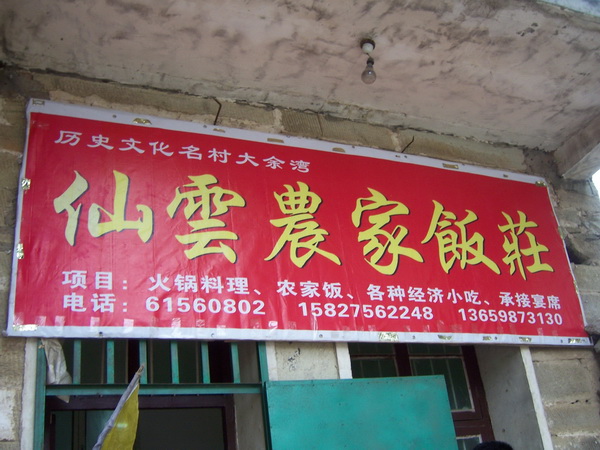 历史文化名村大余湾
仙雲農家飯莊
项目：火锅料理、农家饭、各种经济小吃、承接宴席
电话：61560802 15827562248 13659873130